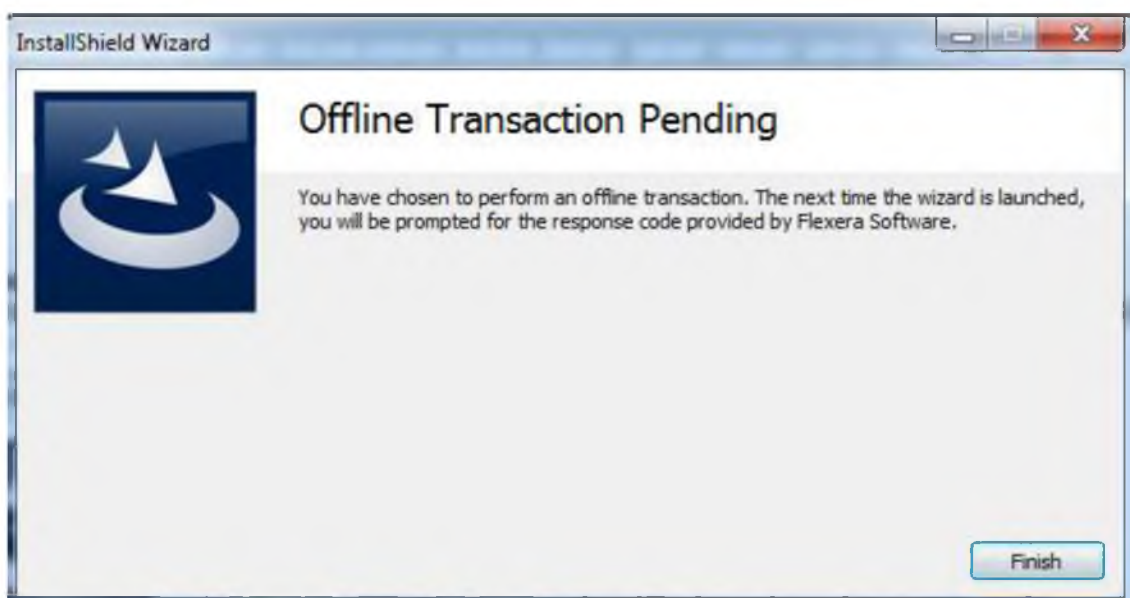 InstallShield Wizard
Offline Transaction Pending
You have chosen to perform an offline transaction. The next time the wizard is launched,
you will be prompted for the response code provided by Flexera Software.
Finish